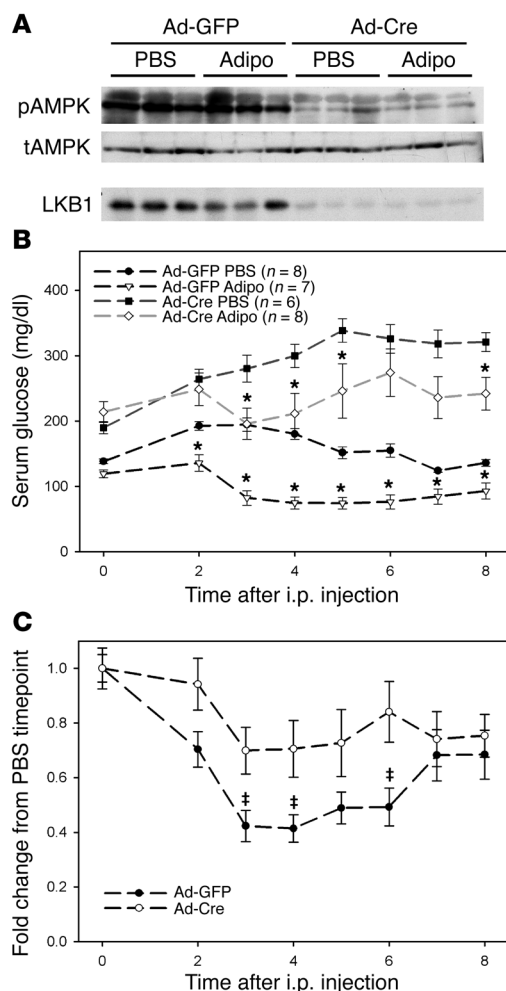 A
Ad-GFP Ad-Cre
PBS Adipo PBS Adipo
pAMPK
tAMPK
LKB1
B
Ad-GFP PBS (n = 8)
Ad-GFP Adipo (n = 7)
Ad-Cre PBS (n = 6)
Ad-Cre Adipo (n = 8)
Serum glucose (mg/dl)
400
300
200
100
0
* * * * * * * * * * *
0 2 4 6 8
Time after i.p. injection
C
Fold change from PBS timepoint
1.0
0.8
0.6
0.4
0.2
0.0
‡ ‡ ‡
Ad-GFP
Ad-Cre
0 2 4 6 8
Time after i.p. injection